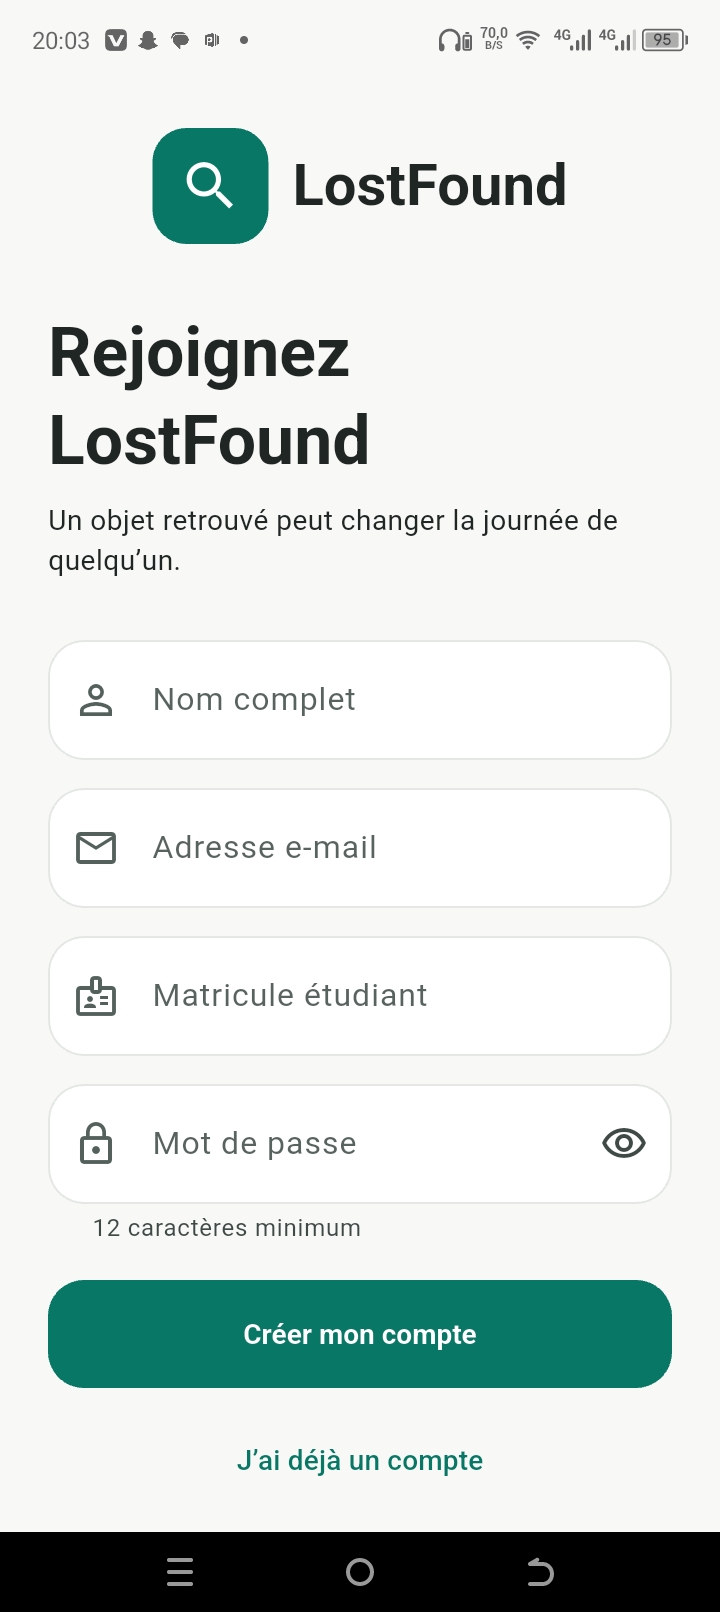 20:03
70,0
B/S
4G
4G
95
LostFound
Rejoignez
LostFound
Un objet retrouvé peut changer la journée de
quelqu’un.
Nom complet
Adresse e-mail
Matricule étudiant
Mot de passe
12 caractères minimum
Créer mon compte
J’ai déjà un compte